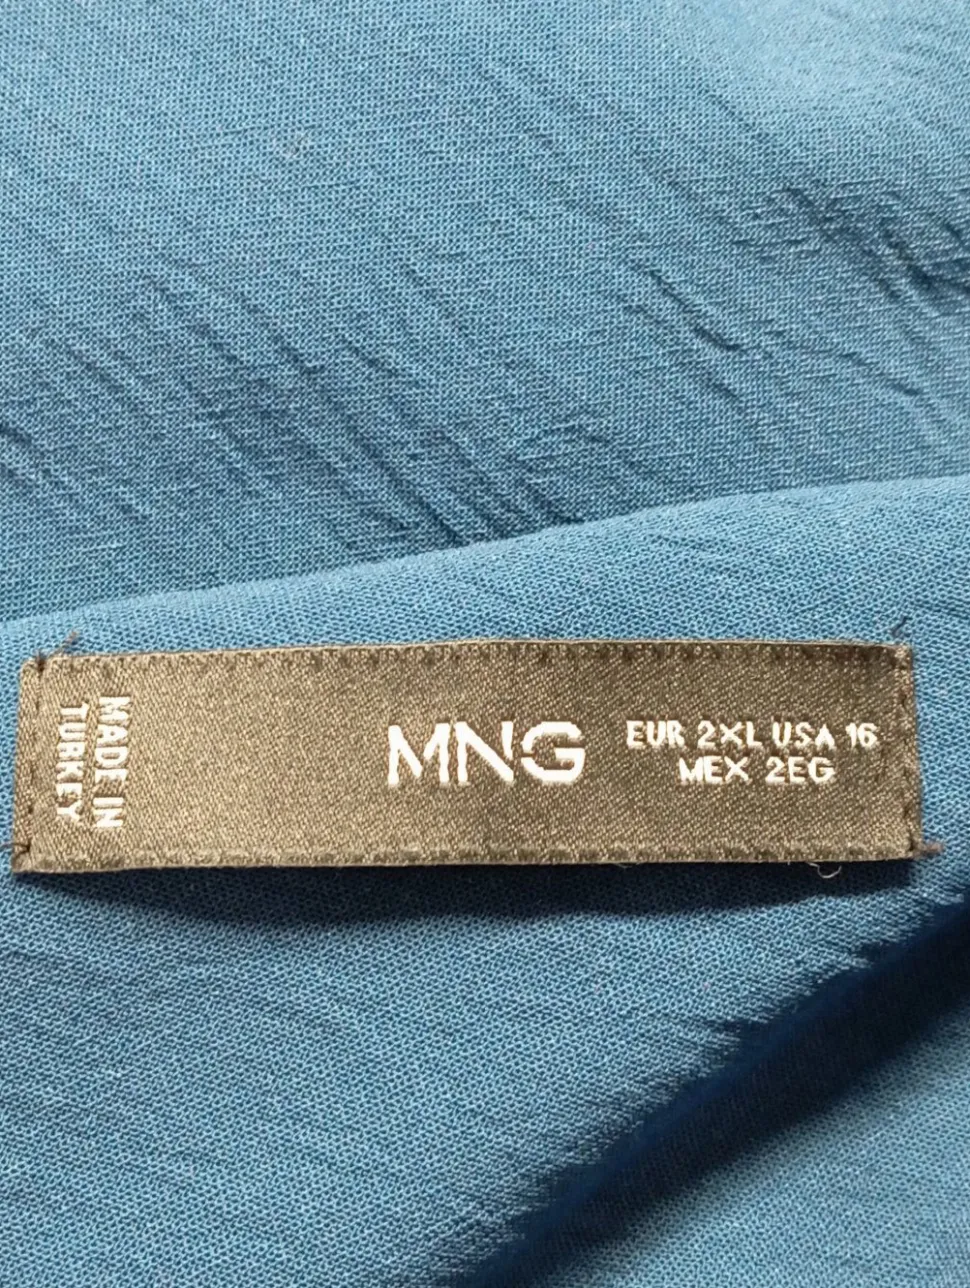 MADE IN
TURKEY
MNG
EUR 2XL USA 16
MEX 2EG